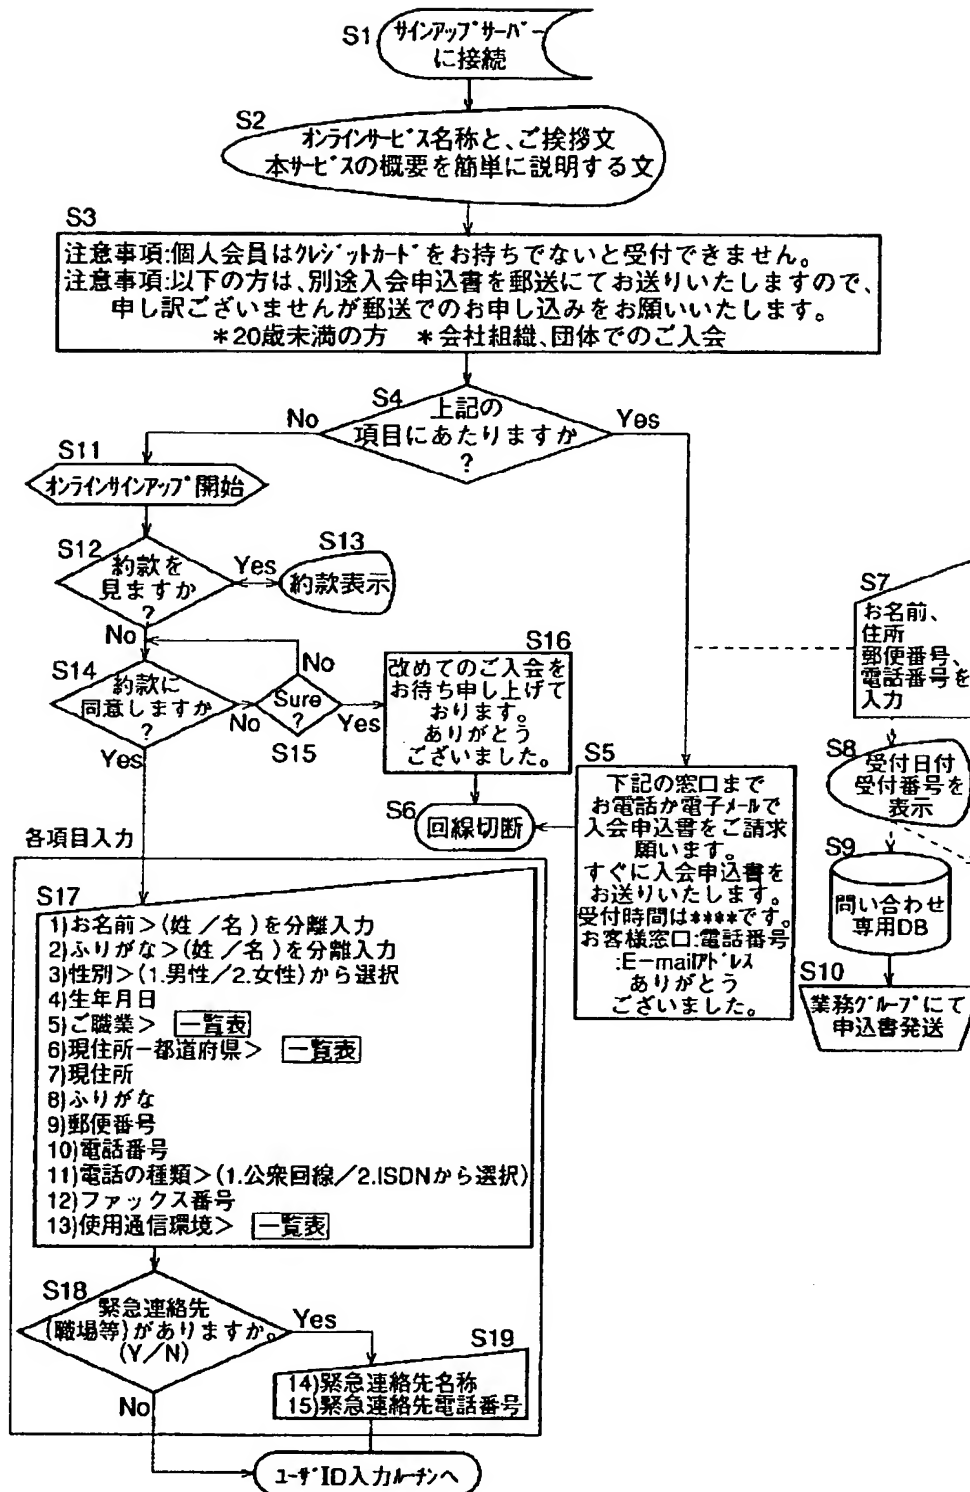 S1
サインアップサーバー
に接続
S2
オンラインサービス名称と、ご挨拶文
本サービスの概要を簡単に説明する文
S3
注意事項:個人会員はクレジットカードをお持ちでないと受付できません。
注意事項:以下の方は、別途入会申込書を郵送にてお送りいたしますので、
申し訳ございませんが郵送でのお申し込みをお願いいたします。
*20歳未満の方 *会社組織、団体でのご入会
S4
上記の
項目にあたりますか
?
No
Yes
S11
オンラインサインアップ開始
S12
約款を
見ますか
?
Yes
S13
約款表示
No
S14
約款に
同意しますか
?
No
Yes
No
Sure
?
S15
Yes
S16
改めてのご入会を
お待ち申し上げて
おります。
ありがとう
ございました。
S6
回線切断
S5
下記の窓口まで
お電話か電子メールで
入会申込書をご請求
願います。
すぐに入会申込書を
お送りいたします。
受付時間は****です。
お客様窓口:電話番号
:E-mailアドレス
ありがとう
ございました。
S7
お名前、
住所
郵便番号、
電話番号を
入力
S8
受付日付
受付番号を
表示
S9
問い合わせ
専用DB
S10
業務グループにて
申込書発送
各項目入力
S17
1)お名前>(姓/名)を分離入力
2)ふりがな>(姓/名)を分離入力
3)性別>(1.男性/2.女性)から選択
4)生年月日
5)ご職業> 一覧表
6)現住所-都道府県> 一覧表
7)現住所
8)ふりがな
9)郵便番号
10)電話番号
11)電話の種類>(1.公衆回線/2.ISDNから選択)
12)ファックス番号
13)使用通信環境> 一覧表
S18
緊急連絡先
(職場等)がありますか。
(Y/N)
Yes
No
S19
14)緊急連絡先名称
15)緊急連絡先電話番号
ユーザID入力ルーチンへ